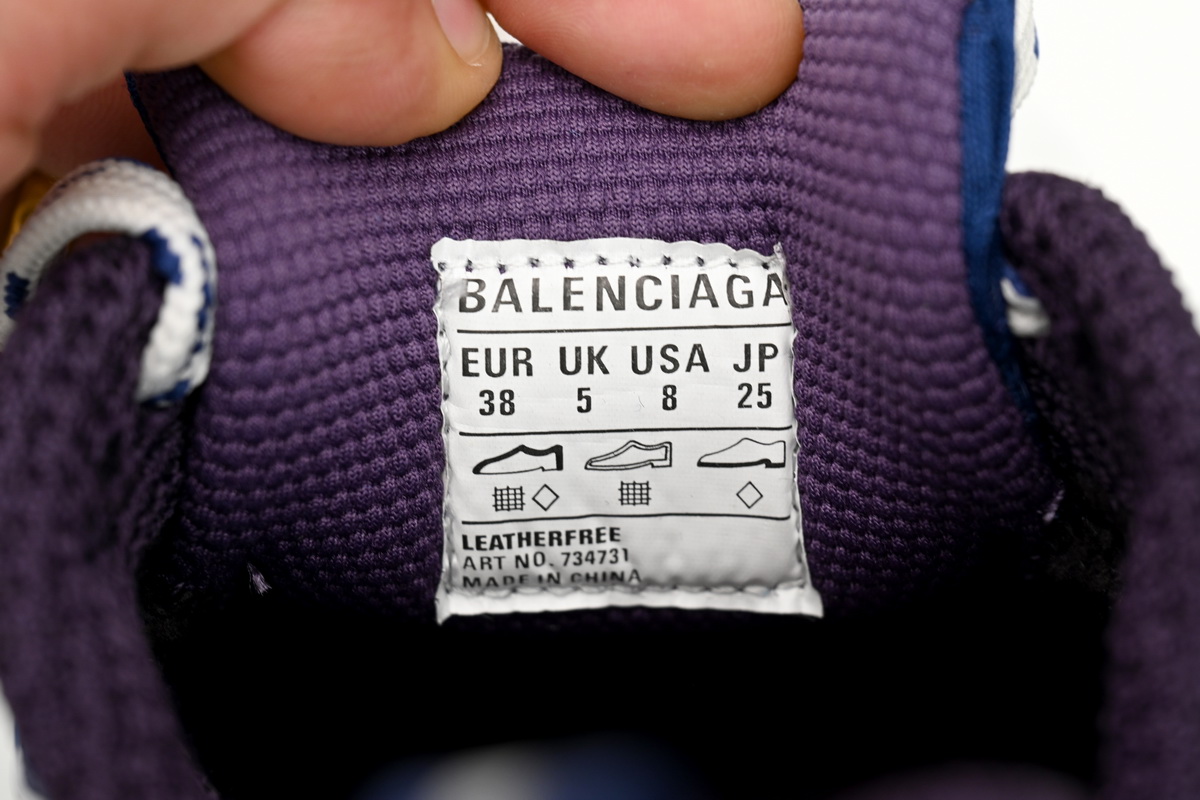 BALENCIAGA
EUR UK USA JP
38 5 8 25
LEATHERFREE
ART NO. 734731
MADE IN CHINA